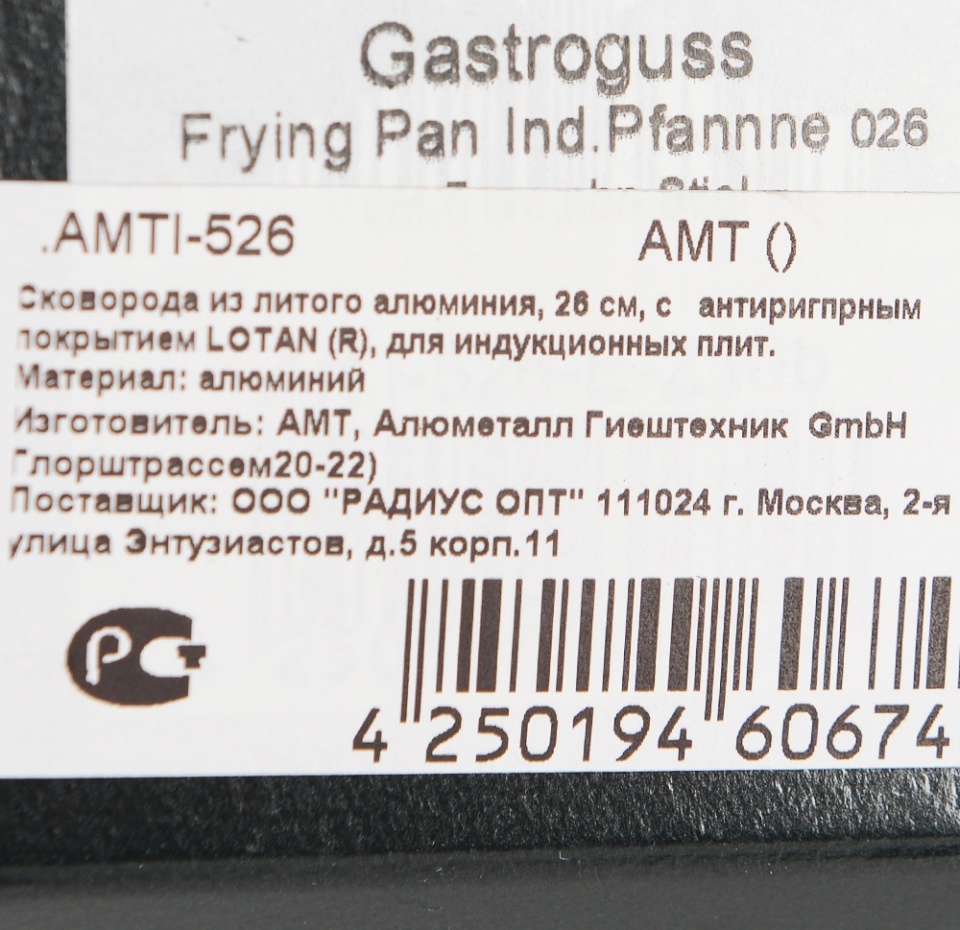 Gastroguss
Frying Pan Ind.Pfannne 026
.AMTI-526 AMT ()
Сковорода из литого алюминия, 26 см, с антиригпрным
покрытием LOTAN (R), для индукционных плит.
Материал: алюминий
Изготовитель: АМТ, Алюметалл Гиештехник GmbH
Глорштрассем20-22)
Поставщик: ООО "РАДИУС ОПТ" 111024 г. Москва, 2-я
улица Энтузиастов, д.5 корп.11
РСТ
4 250194 60674